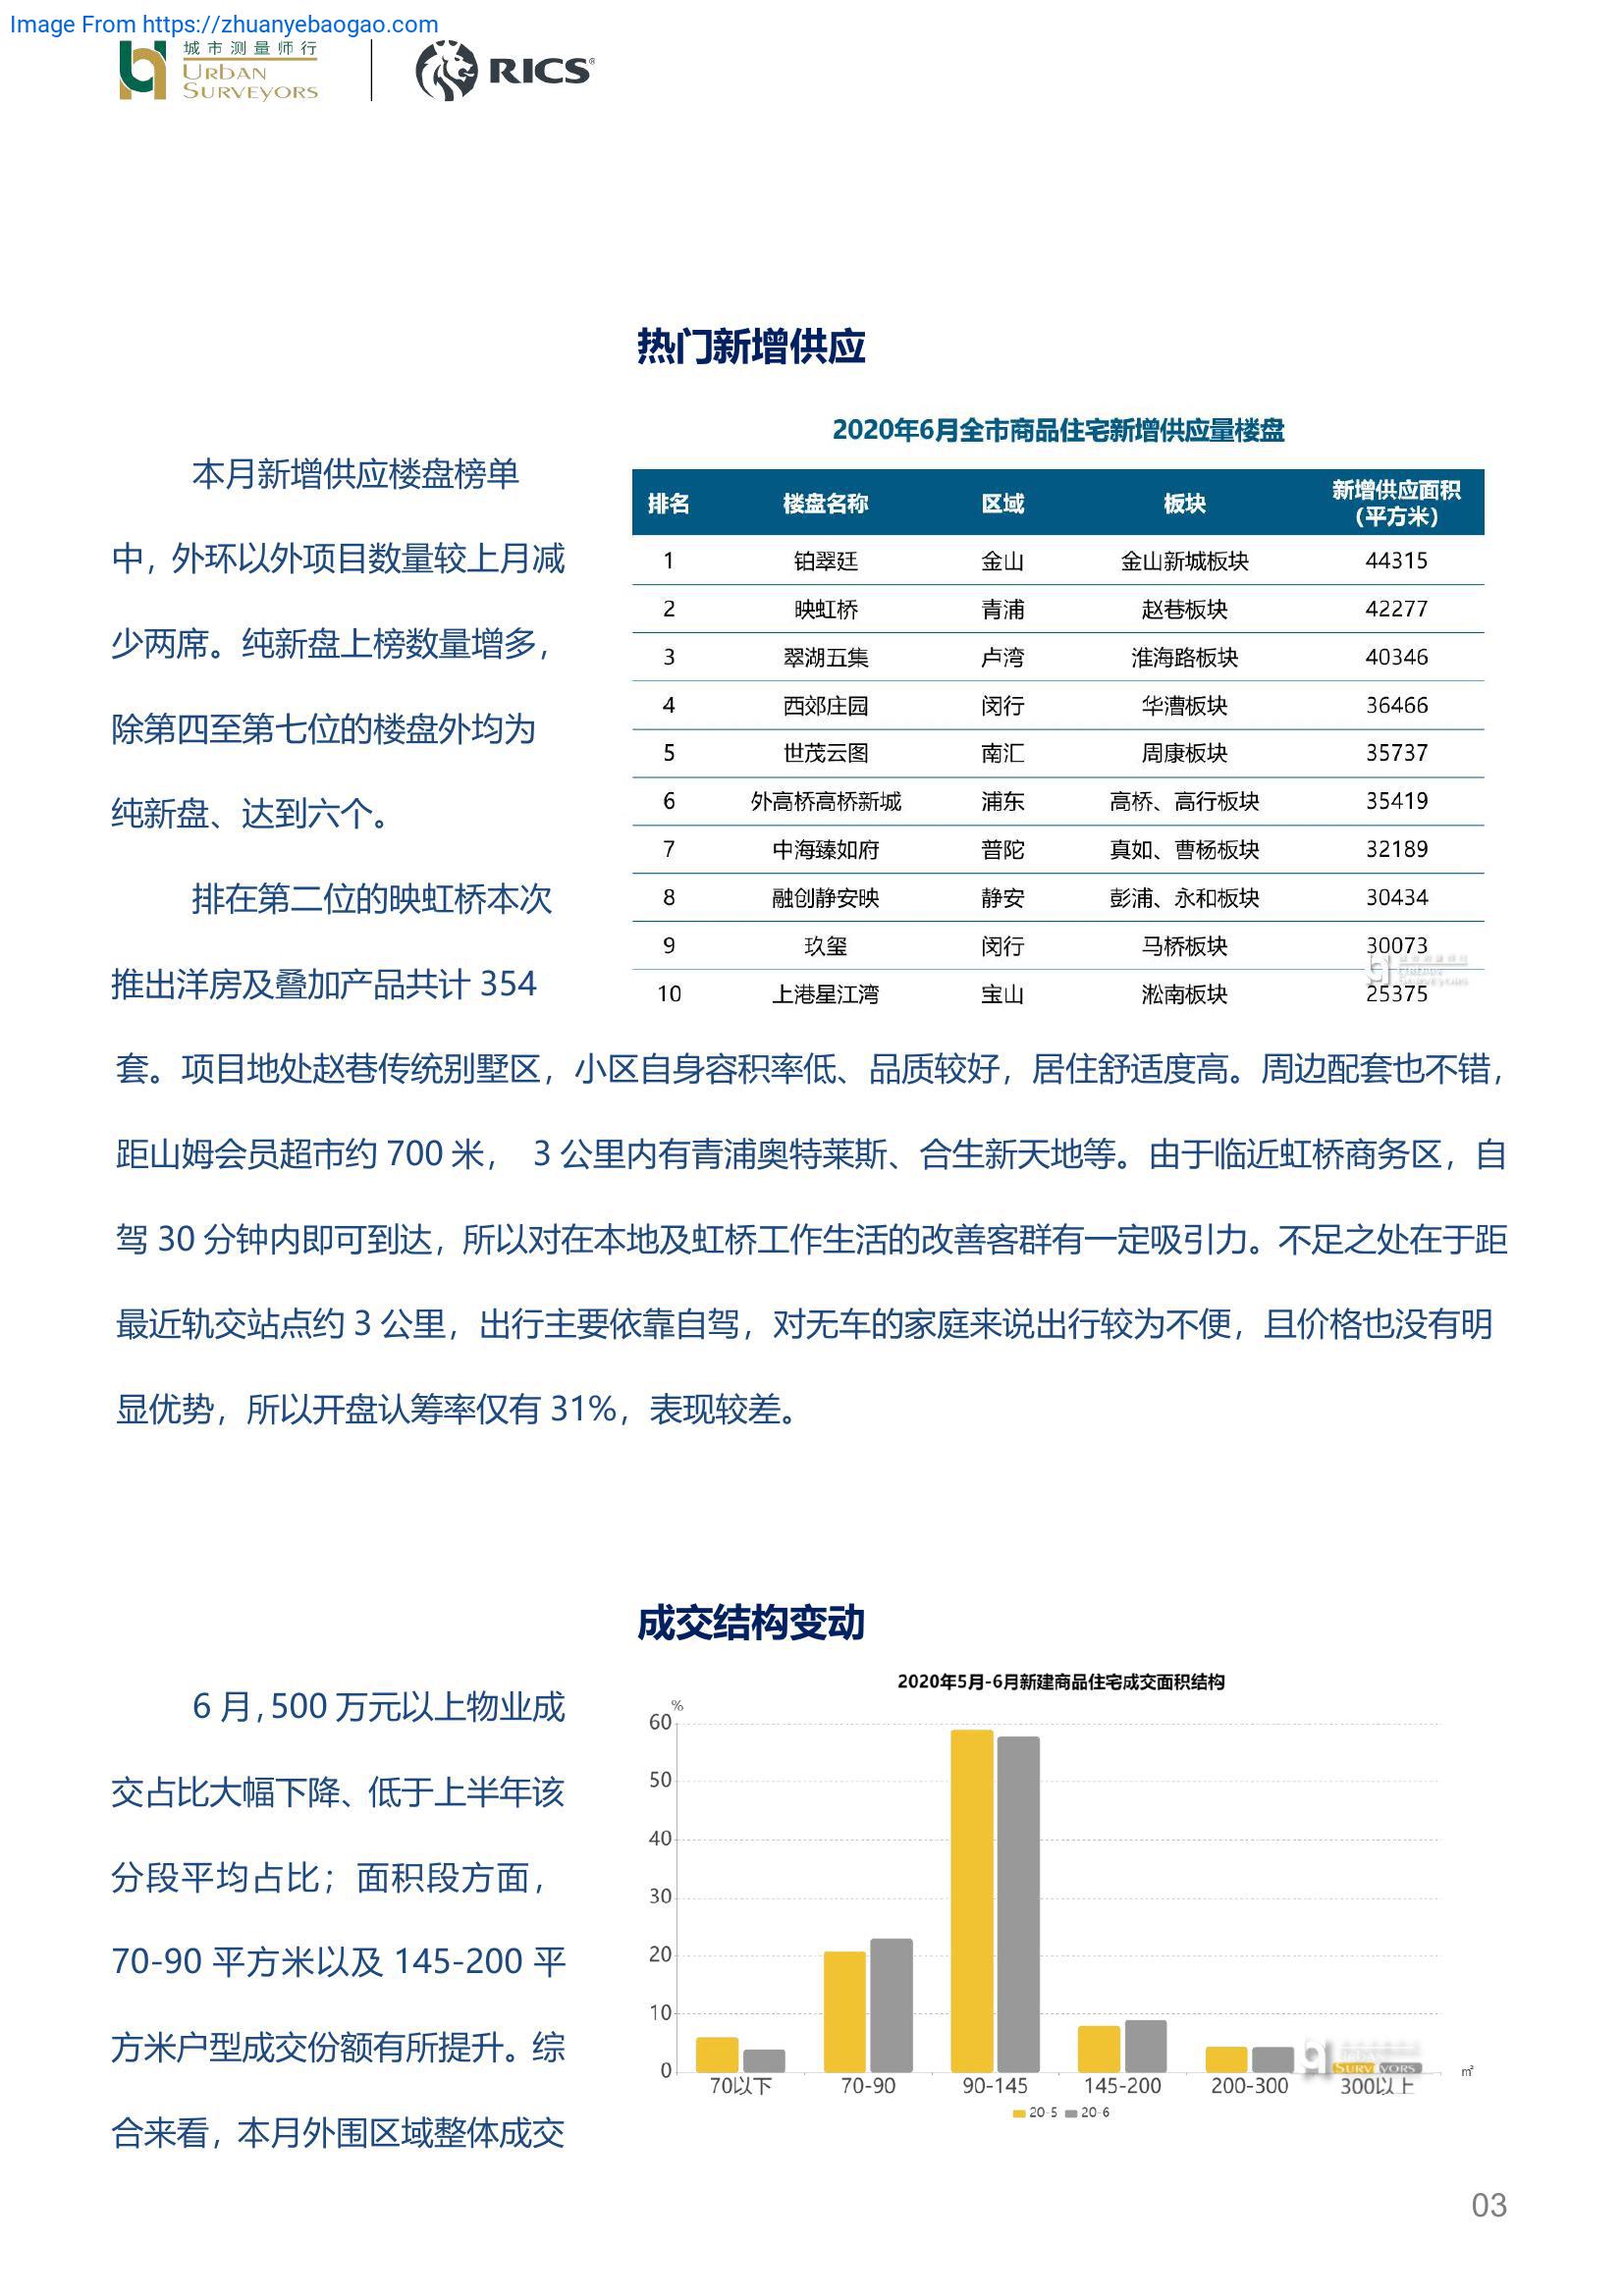 Image From https://zhuanyebaogao.com
城市测量师行
URBAN
SURVEYORS
RICS®
热门新增供应
2020年6月全市商品住宅新增供应量楼盘
排名 楼盘名称 区域 板块 新增供应面积
（平方米）
1 铂翠廷 金山 金山新城板块 44315
2 映虹桥 青浦 赵巷板块 42277
3 翠湖五集 卢湾 淮海路板块 40346
4 西郊庄园 闵行 华漕板块 36466
5 世茂云图 南汇 周康板块 35737
6 外高桥高桥新城 浦东 高桥、高行板块 35419
7 中海臻如府 普陀 真如、曹杨板块 32189
8 融创静安映 静安 彭浦、永和板块 30434
9 玖玺 闵行 马桥板块 30073
10 上港星江湾 宝山 淞南板块 25375
本月新增供应楼盘榜单
中，外环以外项目数量较上月减
少两席。纯新盘上榜数量增多，
除第四至第七位的楼盘外均为
纯新盘、达到六个。
排在第二位的映虹桥本次
推出洋房及叠加产品共计 354
套。项目地处赵巷传统别墅区，小区自身容积率低、品质较好，居住舒适度高。周边配套也不错，
距山姆会员超市约 700 米， 3 公里内有青浦奥特莱斯、合生新天地等。由于临近虹桥商务区，自
驾 30 分钟内即可到达，所以对在本地及虹桥工作生活的改善客群有一定吸引力。不足之处在于距
最近轨交站点约 3 公里，出行主要依靠自驾，对无车的家庭来说出行较为不便，且价格也没有明
显优势，所以开盘认筹率仅有 31%，表现较差。
成交结构变动
6 月，500 万元以上物业成
交占比大幅下降、低于上半年该
分段平均占比；面积段方面，
70-90 平方米以及 145-200 平
方米户型成交份额有所提升。综
合来看，本月外围区域整体成交
2020年5月-6月新建商品住宅成交面积结构
%
60
50
40
30
20
10
0
70以下 70-90 90-145 145-200 200-300 300以上 ㎡
SURVEYORS
20-5 20-6
03